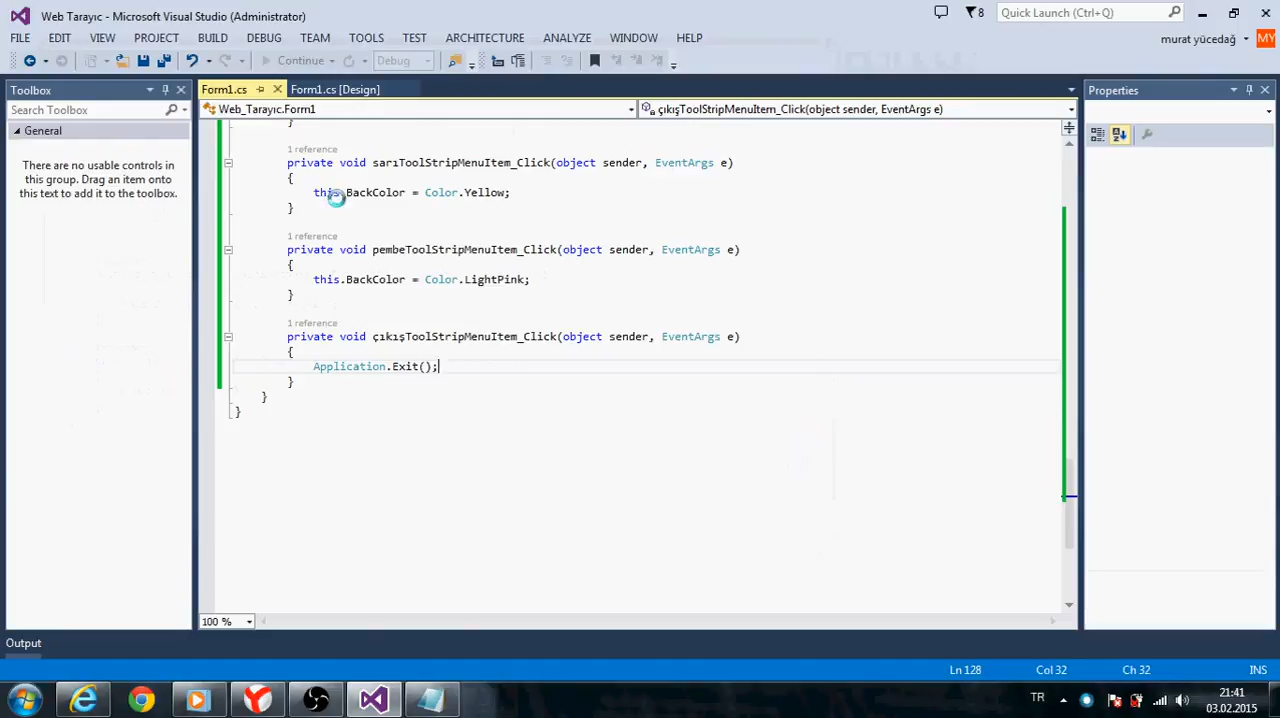 Web Tarayıc - Microsoft Visual Studio (Administrator)
8
Quick Launch (Ctrl+Q)
FILE EDIT VIEW PROJECT BUILD DEBUG TEAM TOOLS TEST ARCHITECTURE ANALYZE WINDOW HELP
murat yücedağ
MY
Continue
Debug
Toolbox
Search Toolbox
General
There are no usable controls in
this group. Drag an item onto
this text to add it to the toolbox.
Form1.cs
Form1.cs [Design]
Web_Tarayıc.Form1
çıkışToolStripMenuItem_Click(object sender, EventArgs e)
}
1 reference
private void sarıToolStripMenuItem_Click(object sender, EventArgs e)
{
this.BackColor = Color.Yellow;
}
1 reference
private void pembeToolStripMenuItem_Click(object sender, EventArgs e)
{
this.BackColor = Color.LightPink;
}
1 reference
private void çıkışToolStripMenuItem_Click(object sender, EventArgs e)
{
Application.Exit();
}
}
}
100 %
Properties
Output
Ln 128
Col 32
Ch 32
INS
TR
21:41
03.02.2015